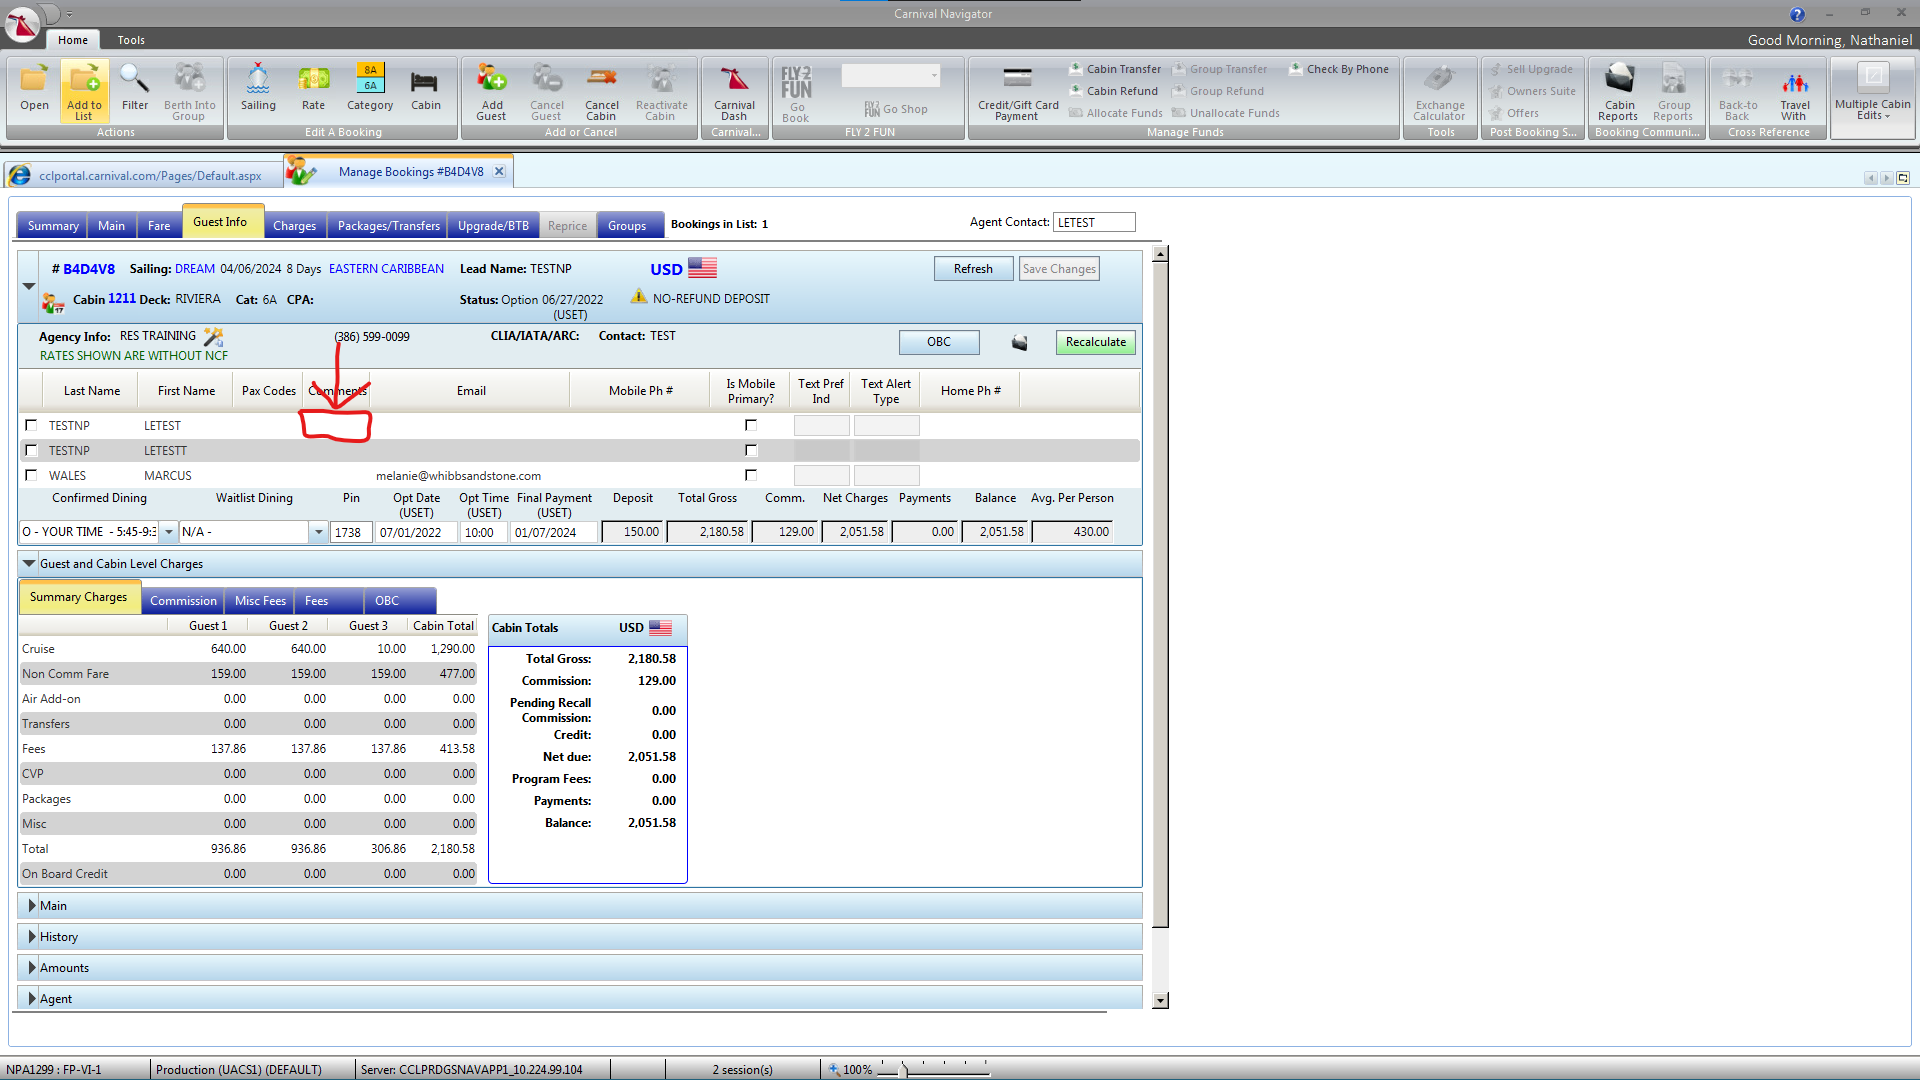 Carnival Navigator
Home Tools
Good Morning, Nathaniel
Open Add to List Filter Berth Into Group
Actions
Sailing Rate 8A 6A Category Cabin
Edit A Booking
Add Guest Cancel Guest Cancel Cabin Reactivate Cabin
Add or Cancel
Carnival Dash
Carnival...
FLY 2 FUN Go Book FLY 2 FUN Go Shop
FLY 2 FUN
Credit/Gift Card Payment Cabin Transfer Group Transfer Check By Phone
Cabin Refund Group Refund
Allocate Funds Unallocate Funds
Manage Funds
Exchange Calculator
Tools
Sell Upgrade
Owners Suite
Offers
Post Booking S...
Cabin Reports Group Reports
Booking Communi...
Back-to Back Travel With
Cross Reference
Multiple Cabin Edits
cclportal.carnival.com/Pages/Default.aspx Manage Bookings #B4D4V8
Summary Main Fare Guest Info Charges Packages/Transfers Upgrade/BTB Reprice Groups Bookings in List: 1 Agent Contact: LETEST
# B4D4V8 Sailing: DREAM 04/06/2024 8 Days EASTERN CARIBBEAN Lead Name: TESTNP USD Refresh Save Changes
17 Cabin 1211 Deck: RIVIERA Cat: 6A CPA: Status: Option 06/27/2022 (USET) NO-REFUND DEPOSIT
Agency Info: RES TRAINING (386) 599-0099 CLIA/IATA/ARC: Contact: TEST OBC Recalculate
RATES SHOWN ARE WITHOUT NCF
Last Name First Name Pax Codes Comments Email Mobile Ph # Is Mobile Primary? Text Pref Ind Text Alert Type Home Ph #
TESTNP LETEST
TESTNP LETESTT
WALES MARCUS melanie@whibbsandstone.com
Confirmed Dining Waitlist Dining Pin Opt Date (USET) Opt Time (USET) Final Payment (USET) Deposit Total Gross Comm. Net Charges Payments Balance Avg. Per Person
O - YOUR TIME - 5:45-9:3 N/A - 1738 07/01/2022 10:00 01/07/2024 150.00 2,180.58 129.00 2,051.58 0.00 2,051.58 430.00
Guest and Cabin Level Charges
Summary Charges Commission Misc Fees Fees OBC
Guest 1 Guest 2 Guest 3 Cabin Total
Cruise 640.00 640.00 10.00 1,290.00
Non Comm Fare 159.00 159.00 159.00 477.00
Air Add-on 0.00 0.00 0.00 0.00
Transfers 0.00 0.00 0.00 0.00
Fees 137.86 137.86 137.86 413.58
CVP 0.00 0.00 0.00 0.00
Packages 0.00 0.00 0.00 0.00
Misc 0.00 0.00 0.00 0.00
Total 936.86 936.86 306.86 2,180.58
On Board Credit 0.00 0.00 0.00 0.00
Cabin Totals USD
Total Gross: 2,180.58
Commission: 129.00
Pending Recall Commission: 0.00
Credit: 0.00
Net due: 2,051.58
Program Fees: 0.00
Payments: 0.00
Balance: 2,051.58
Main
History
Amounts
Agent
NPA1299 : FP-VI-1 Production (UACS1) (DEFAULT) Server: CCLPRDGSNAVAPP1_10.224.99.104 2 session(s) 100%